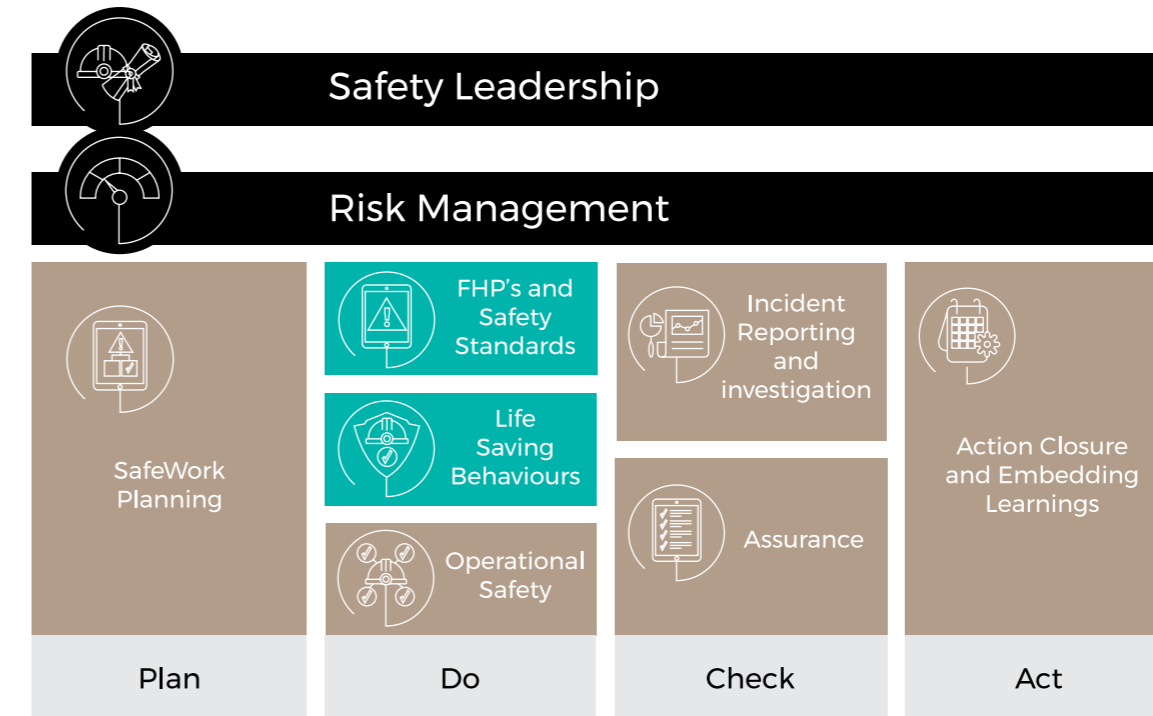 Safety Leadership
Risk Management
SafeWork
Planning
FHP's and
Safety
Standards
Life
Saving
Behaviours
Operational
Safety
Incident
Reporting
and
investigation
Assurance
Action Closure
and Embedding
Learnings
Plan
Do
Check
Act